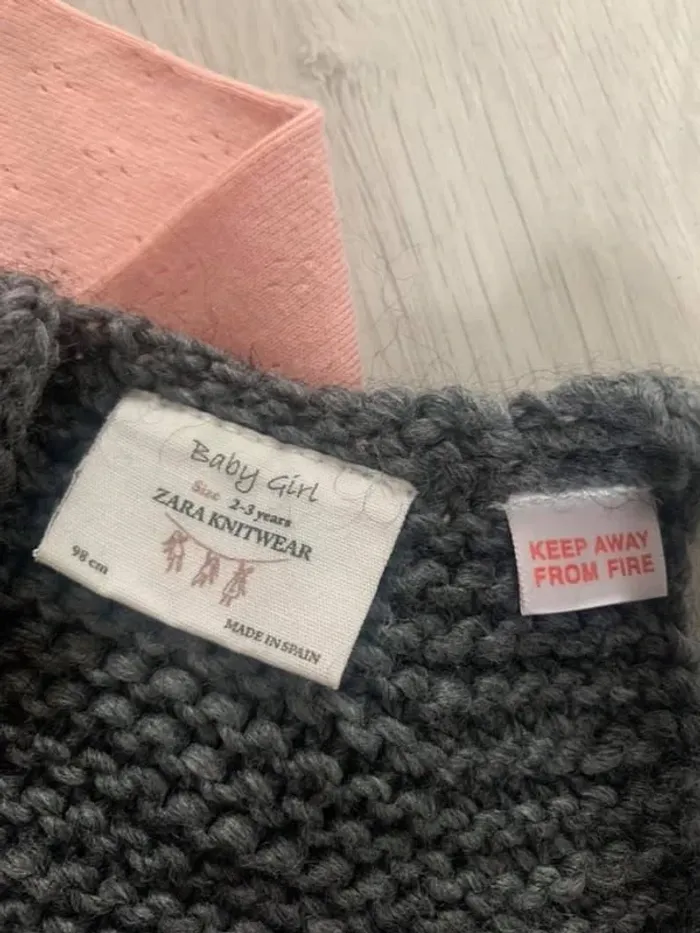 Baby Girl
Size 2-3 years
ZARA KNITWEAR
98 cm
MADE IN SPAIN
KEEP AWAY
FROM FIRE